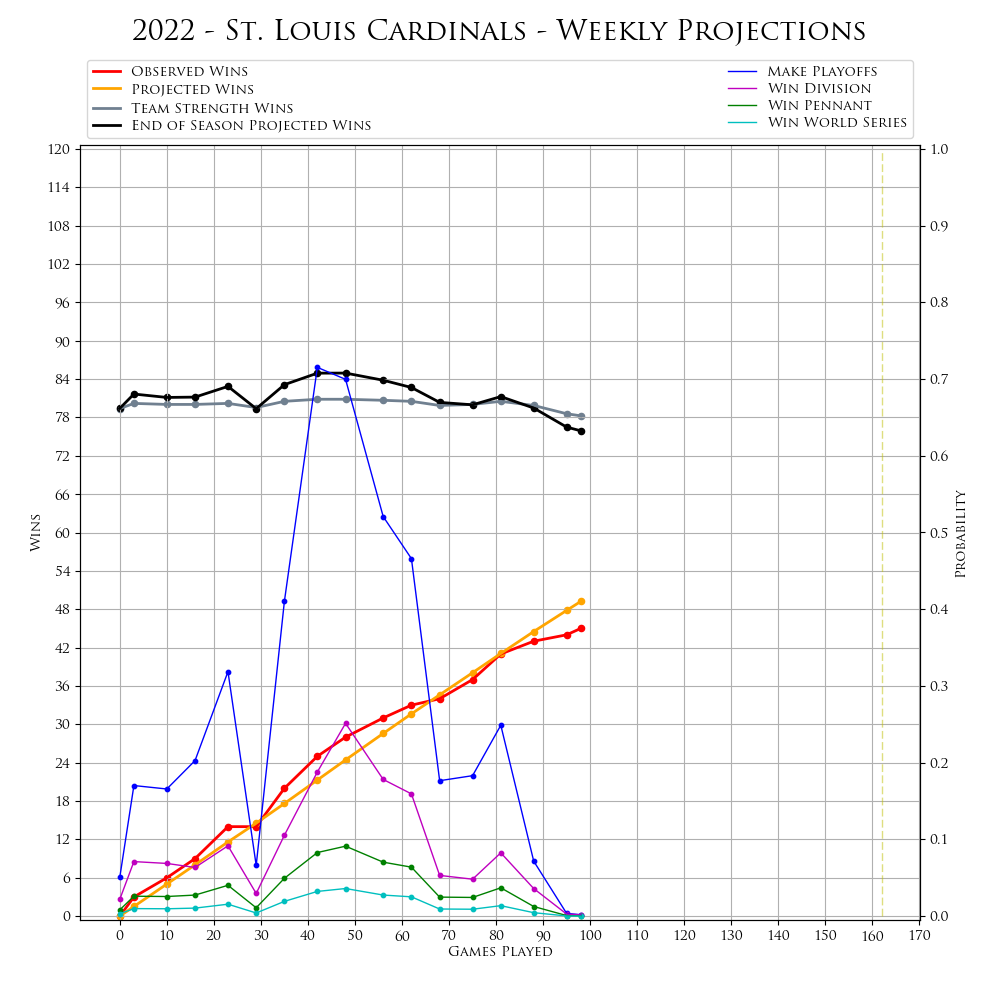 2022 - St. Louis Cardinals - Weekly Projections
Observed Wins
Projected Wins
Team Strength Wins
End of Season Projected Wins
Make Playoffs
Win Division
Win Pennant
Win World Series
120
114
108
102
96
90
84
78
72
66
60
54
48
42
36
30
24
18
12
6
0
Wins
1.0
0.9
0.8
0.7
0.6
0.5
0.4
0.3
0.2
0.1
0.0
Probability
0 10 20 30 40 50 60 70 80 90 100 110 120 130 140 150 160 170
Games Played